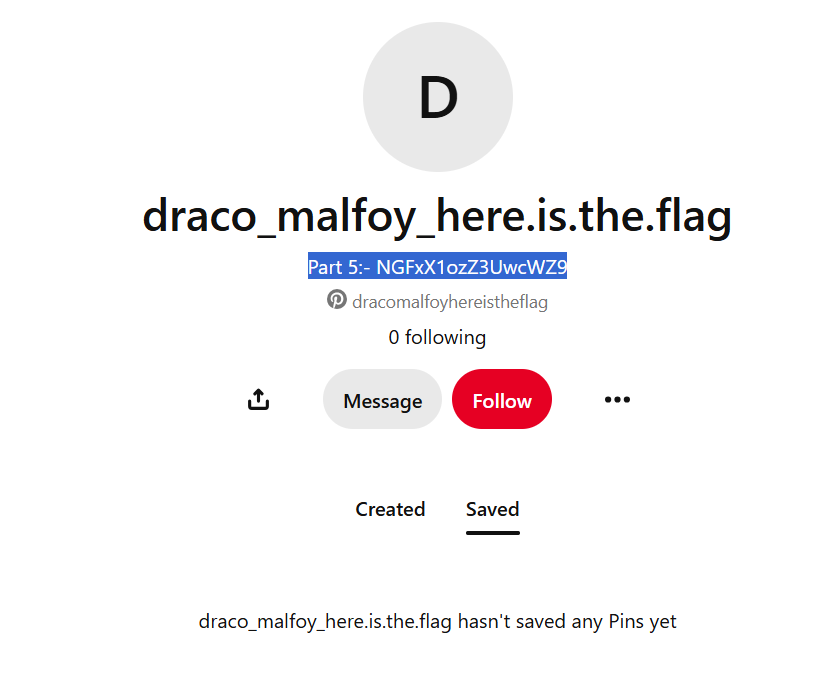 D
draco_malfoy_here.is.the.flag
Part 5:- NGFxX1ozZ3UwcWZ9
dracomalfoyhereistheflag
0 following
Message
Follow
Created
Saved
draco_malfoy_here.is.the.flag hasn't saved any Pins yet